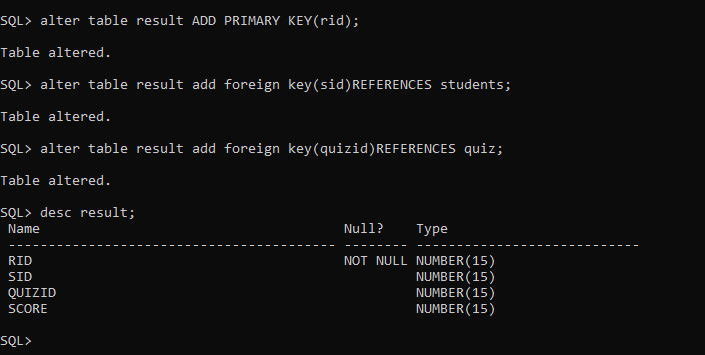 SQL> alter table result ADD PRIMARY KEY(rid);
Table altered.
SQL> alter table result add foreign key(sid)REFERENCES students;
Table altered.
SQL> alter table result add foreign key(quizid)REFERENCES quiz;
Table altered.
SQL> desc result;
 Name                                      Null?    Type
 ----------------------------------------- -------- ----------------------------
 RID                                       NOT NULL NUMBER(15)
 SID                                                NUMBER(15)
 QUIZID                                             NUMBER(15)
 SCORE                                              NUMBER(15)
SQL>